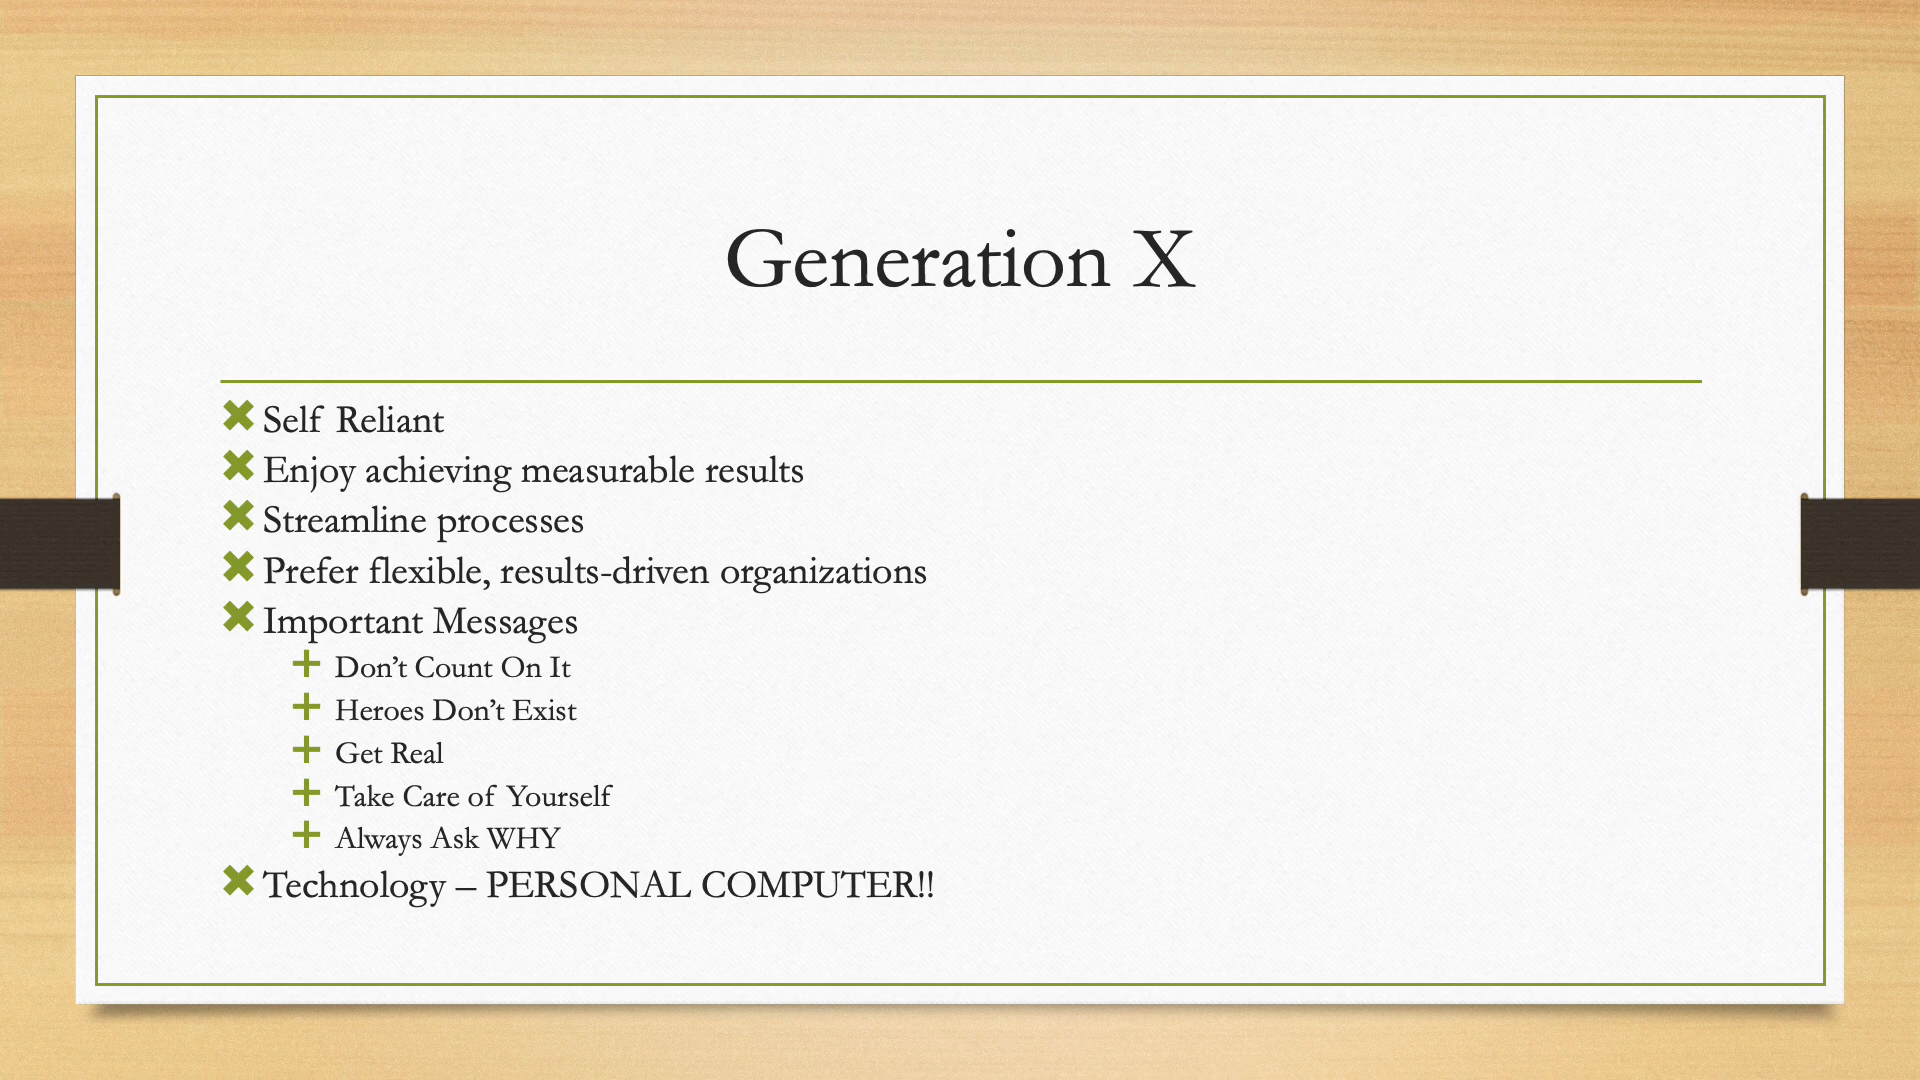 Generation X
Self Reliant
Enjoy achieving measurable results
Streamline processes
Prefer flexible, results-driven organizations
Important Messages
Don’t Count On It
Heroes Don’t Exist
Get Real
Take Care of Yourself
Always Ask WHY
Technology – PERSONAL COMPUTER!!